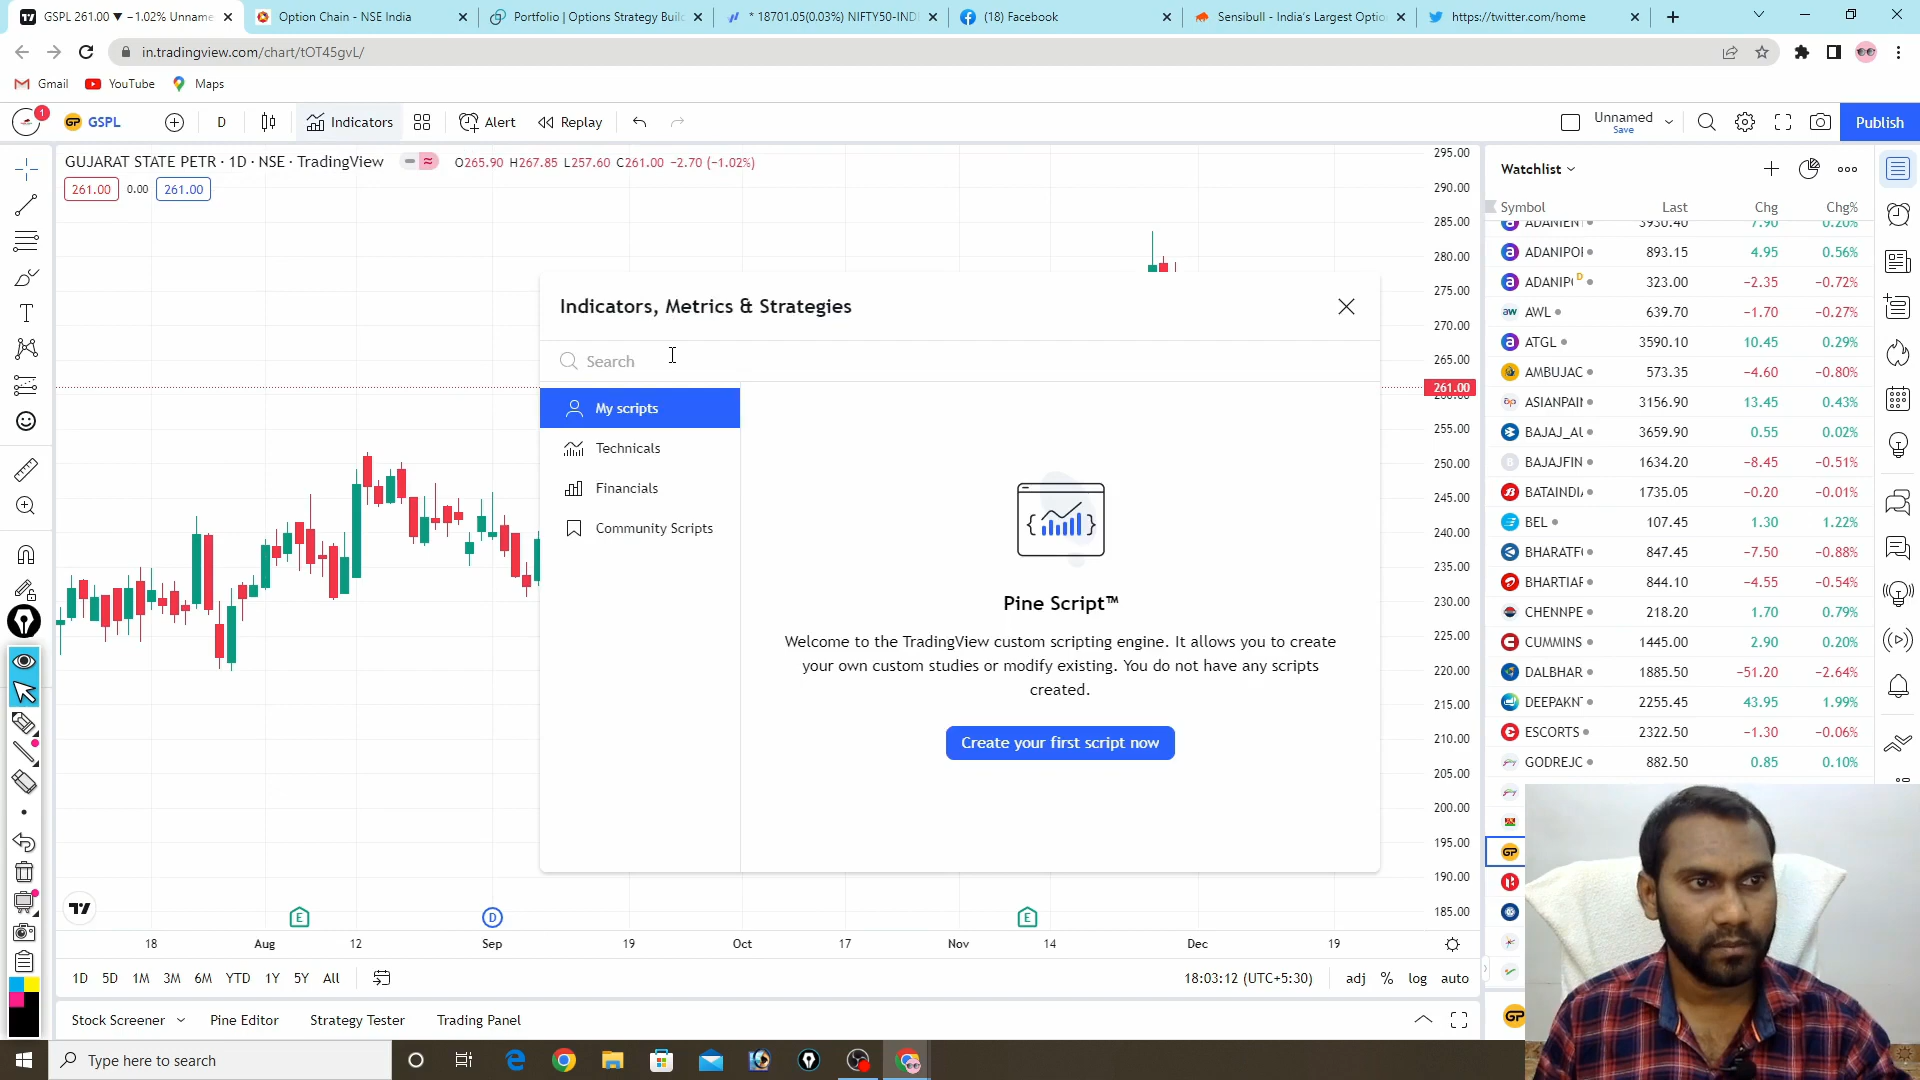 GSPL 261.00 ▼ −1.02% Unname
Option Chain - NSE India
Portfolio | Options Strategy Buil
* 18701.05(0.03%) NIFTY50-IND
(18) Facebook
Sensibull - India's Largest Optio
https://twitter.com/home
in.tradingview.com/chart/tOT45gvL/
Gmail
YouTube
Maps
1
GSPL
D
Indicators
Alert
Replay
Unnamed
Save
Publish
GUJARAT STATE PETR · 1D · NSE · TradingView
O265.90 H267.85 L257.60 C261.00 −2.70 (−1.02%)
261.00 0.00 261.00
Indicators, Metrics & Strategies
Search
My scripts
Technicals
Financials
Community Scripts
Pine Script™
Welcome to the TradingView custom scripting engine. It allows you to create
your own custom studies or modify existing. You do not have any scripts
created.
Create your first script now
295.00
290.00
285.00
280.00
275.00
270.00
265.00
261.00
260.00
255.00
250.00
245.00
240.00
235.00
230.00
225.00
220.00
215.00
210.00
205.00
200.00
195.00
190.00
185.00
Watchlist
Symbol Last Chg Chg%
ADANIEN 3930.40 7.90 0.20%
ADANIPOI 893.15 4.95 0.56%
ADANIP D 323.00 −2.35 −0.72%
AWL 639.70 −1.70 −0.27%
ATGL 3590.10 10.45 0.29%
AMBUJAC 573.35 −4.60 −0.80%
ASIANPAI 3156.90 13.45 0.43%
BAJAJ_AU 3659.90 0.55 0.02%
BAJAJFIN 1634.20 −8.45 −0.51%
BATAINDI 1735.05 −0.20 −0.01%
BEL 107.45 1.30 1.22%
BHARATF 847.45 −7.50 −0.88%
BHARTIAF 844.10 −4.55 −0.54%
CHENNPE 218.20 1.70 0.79%
CUMMINS 1445.00 2.90 0.20%
DALBHAR 1885.50 −51.20 −2.64%
DEEPAKN 2255.45 43.95 1.99%
ESCORTS 2322.50 −1.30 −0.06%
GODREJC 882.50 0.85 0.10%
E D E
18 Aug 12 Sep 19 Oct 17 Nov 14 Dec 19
1D 5D 1M 3M 6M YTD 1Y 5Y All
18:03:12 (UTC+5:30) adj % log auto
Stock Screener Pine Editor Strategy Tester Trading Panel
Type here to search